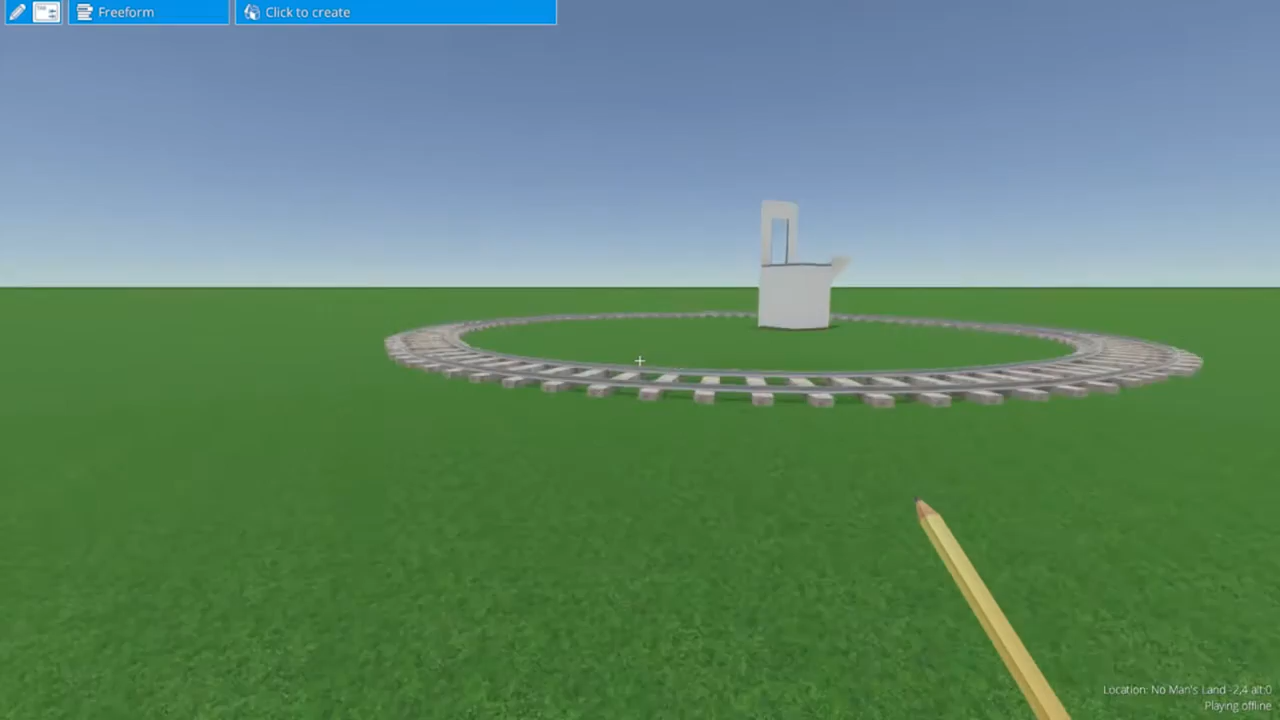 Freeform
Click to create
Location: No Man's Land -2,4 alt:0
Playing offline